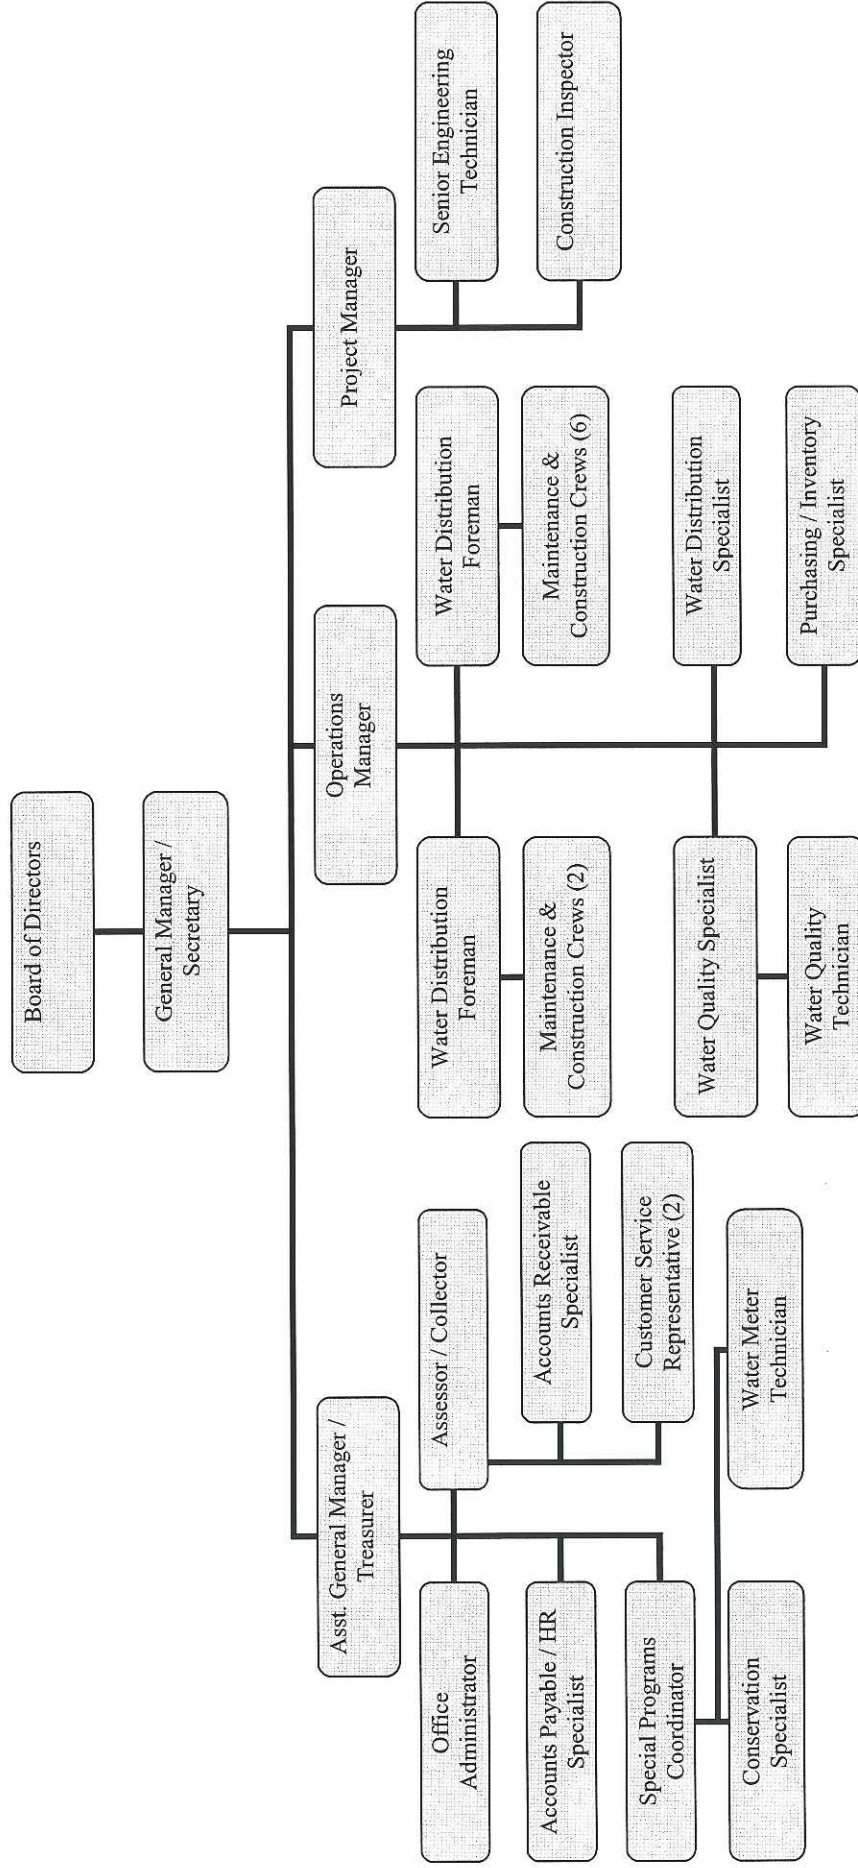 Board of Directors
General Manager /
Secretary
Asst. General Manager /
Treasurer
Operations
Manager
Project Manager
Office
Administrator
Assessor / Collector
Accounts Payable / HR
Specialist
Accounts Receivable
Specialist
Special Programs
Coordinator
Customer Service
Representative (2)
Conservation
Specialist
Water Meter
Technician
Water Distribution
Foreman
Maintenance &
Construction Crews (2)
Water Distribution
Foreman
Maintenance &
Construction Crews (6)
Water Quality Specialist
Water Quality
Technician
Water Distribution
Specialist
Purchasing / Inventory
Specialist
Senior Engineering
Technician
Construction Inspector